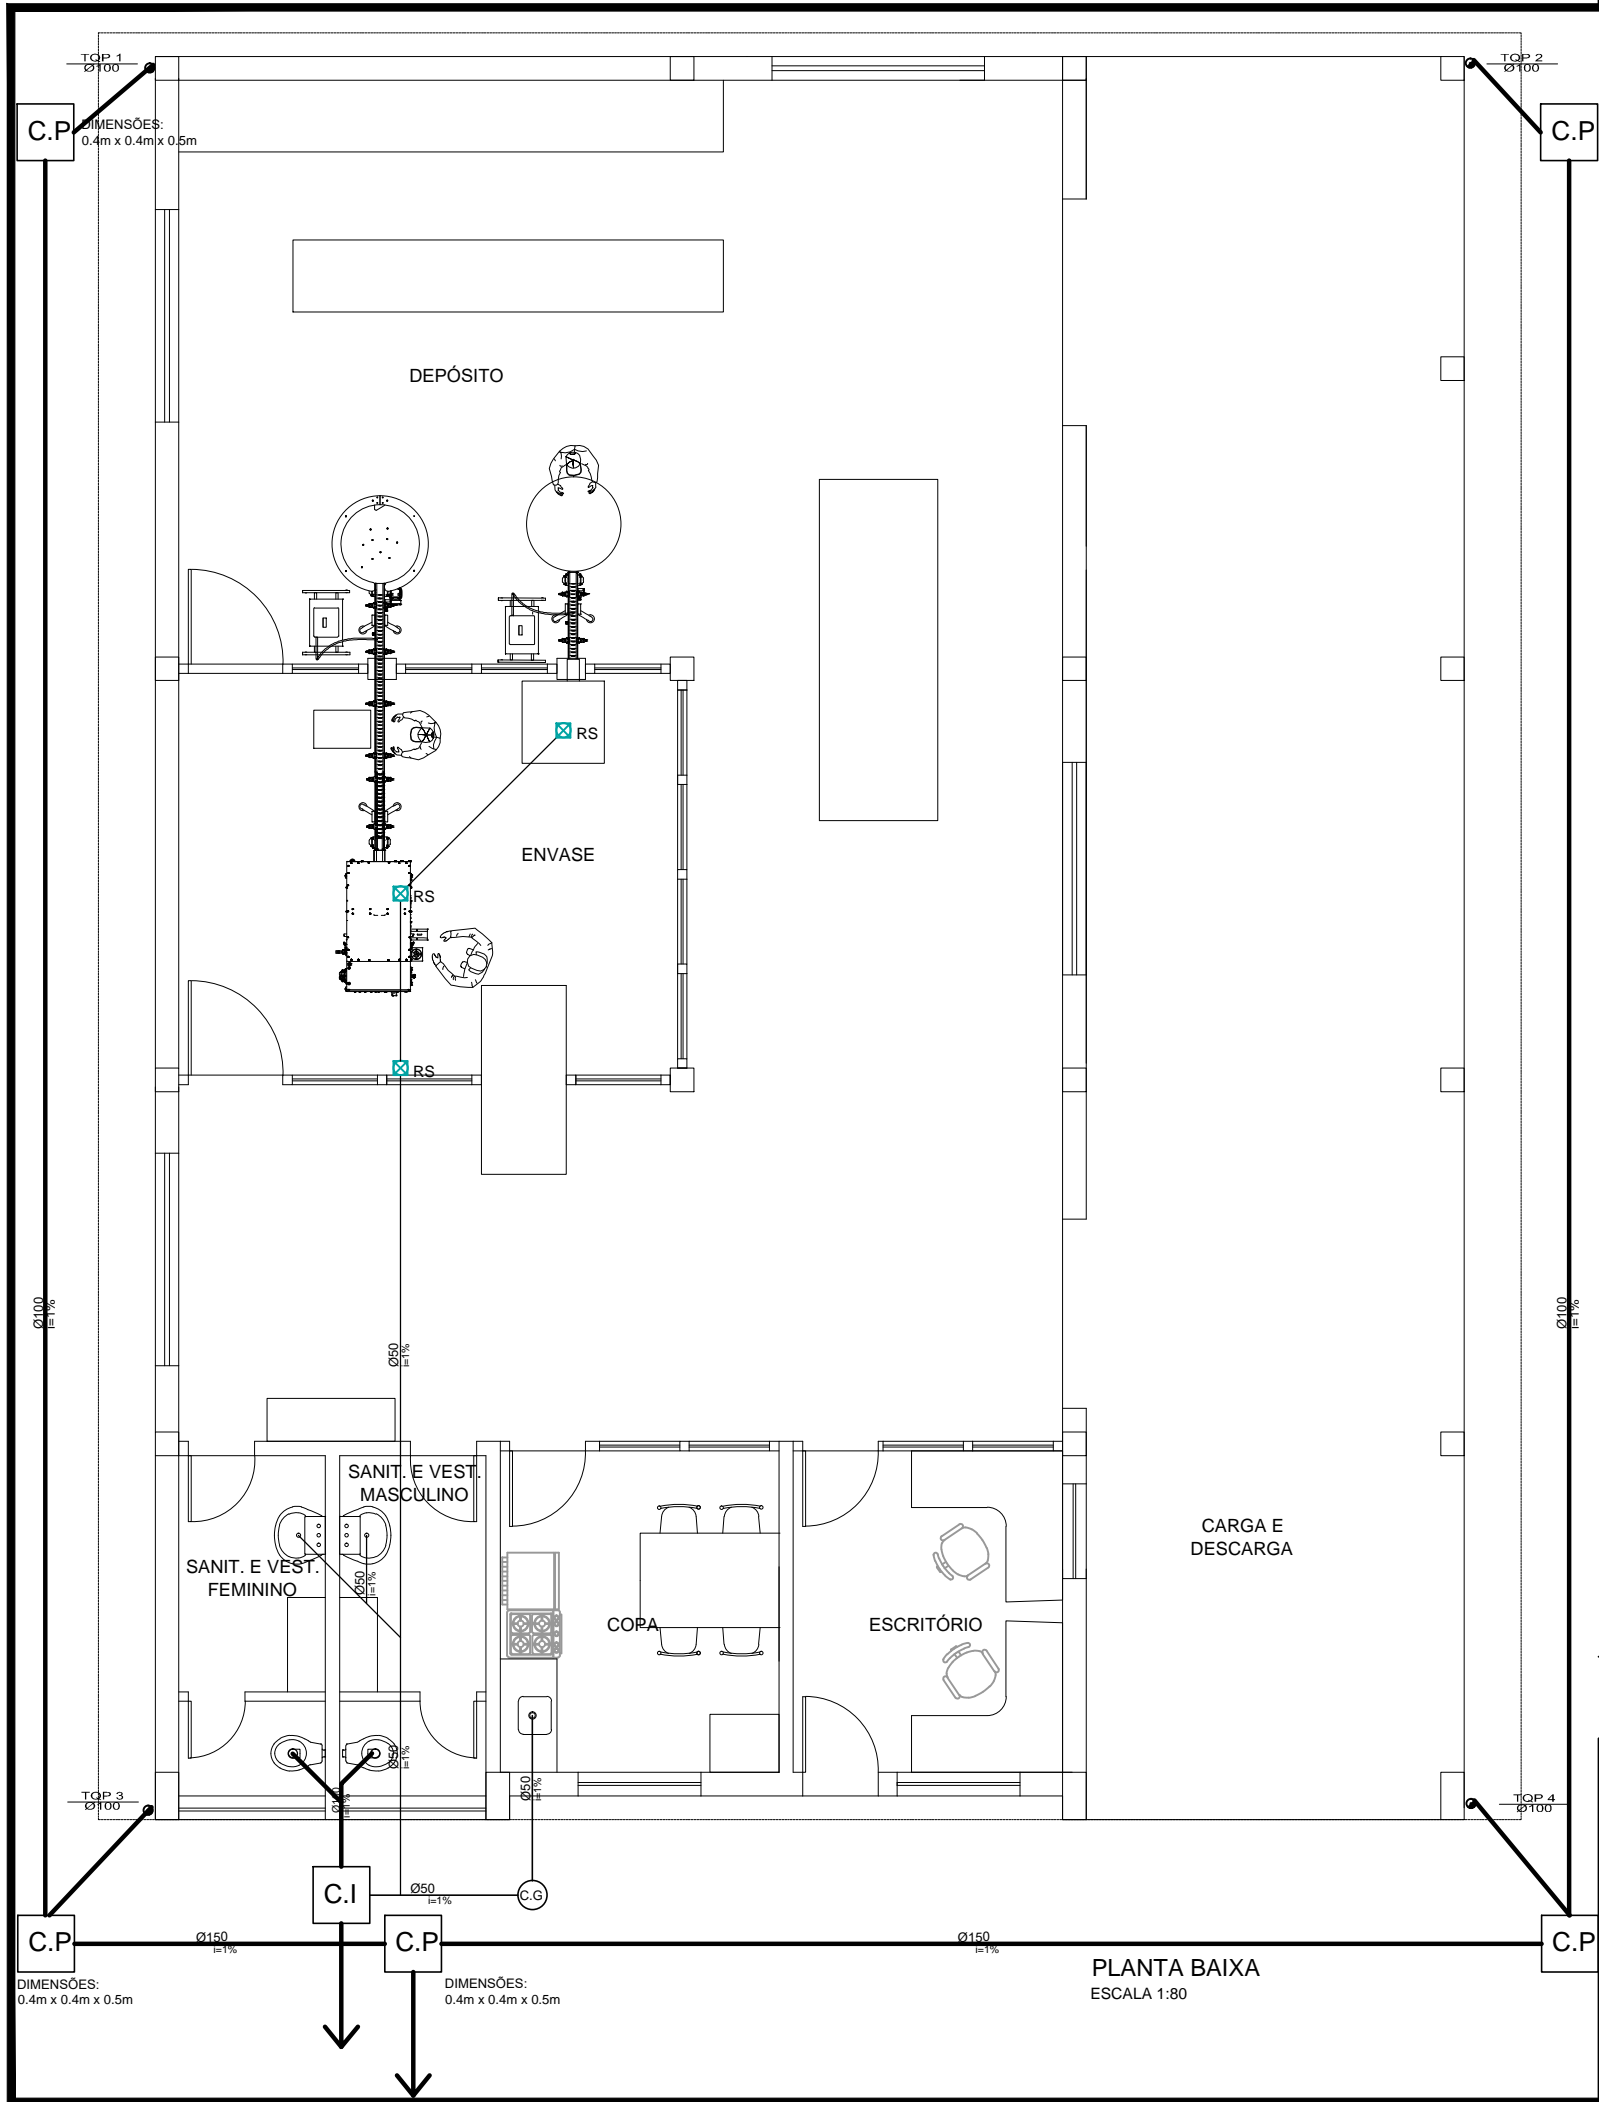 TQP 1
Ø100
TQP 2
Ø100
C.P
DIMENSÕES:
0.4m x 0.4m x 0.5m
C.P
DEPÓSITO
RS
ENVASE
RS
RS
Ø100
i=1%
Ø100
i=1%
Ø50
i=1%
SANIT. E VEST.
MASCULINO
CARGA E
DESCARGA
SANIT. E VEST.
FEMININO
Ø50
i=1%
COPA
ESCRITÓRIO
Ø50
i=1%
Ø50
i=1%
i=1%
TQP 3
Ø100
TQP 4
Ø100
C.I
Ø50
i=1%
C.G
C.P
Ø150
i=1%
C.P
Ø150
i=1%
C.P
PLANTA BAIXA
ESCALA 1:80
DIMENSÕES:
0.4m x 0.4m x 0.5m
DIMENSÕES:
0.4m x 0.4m x 0.5m